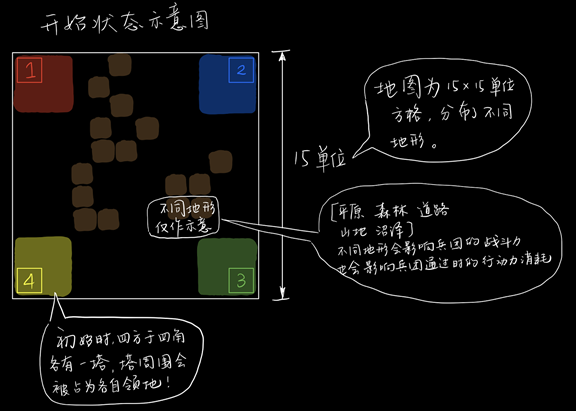 开始状态示意图
1
2
地图为15×15单位
方格，分布了不同
地形。
15单位
不同地形
仅作示意
[平原 森林 道路
山地 沼泽]
不同地形会影响兵团的战斗力
也会影响兵团通过时的行动力消耗
4
3
初始时,四方于四角
各有一塔,塔周围会
被占为各自领地!